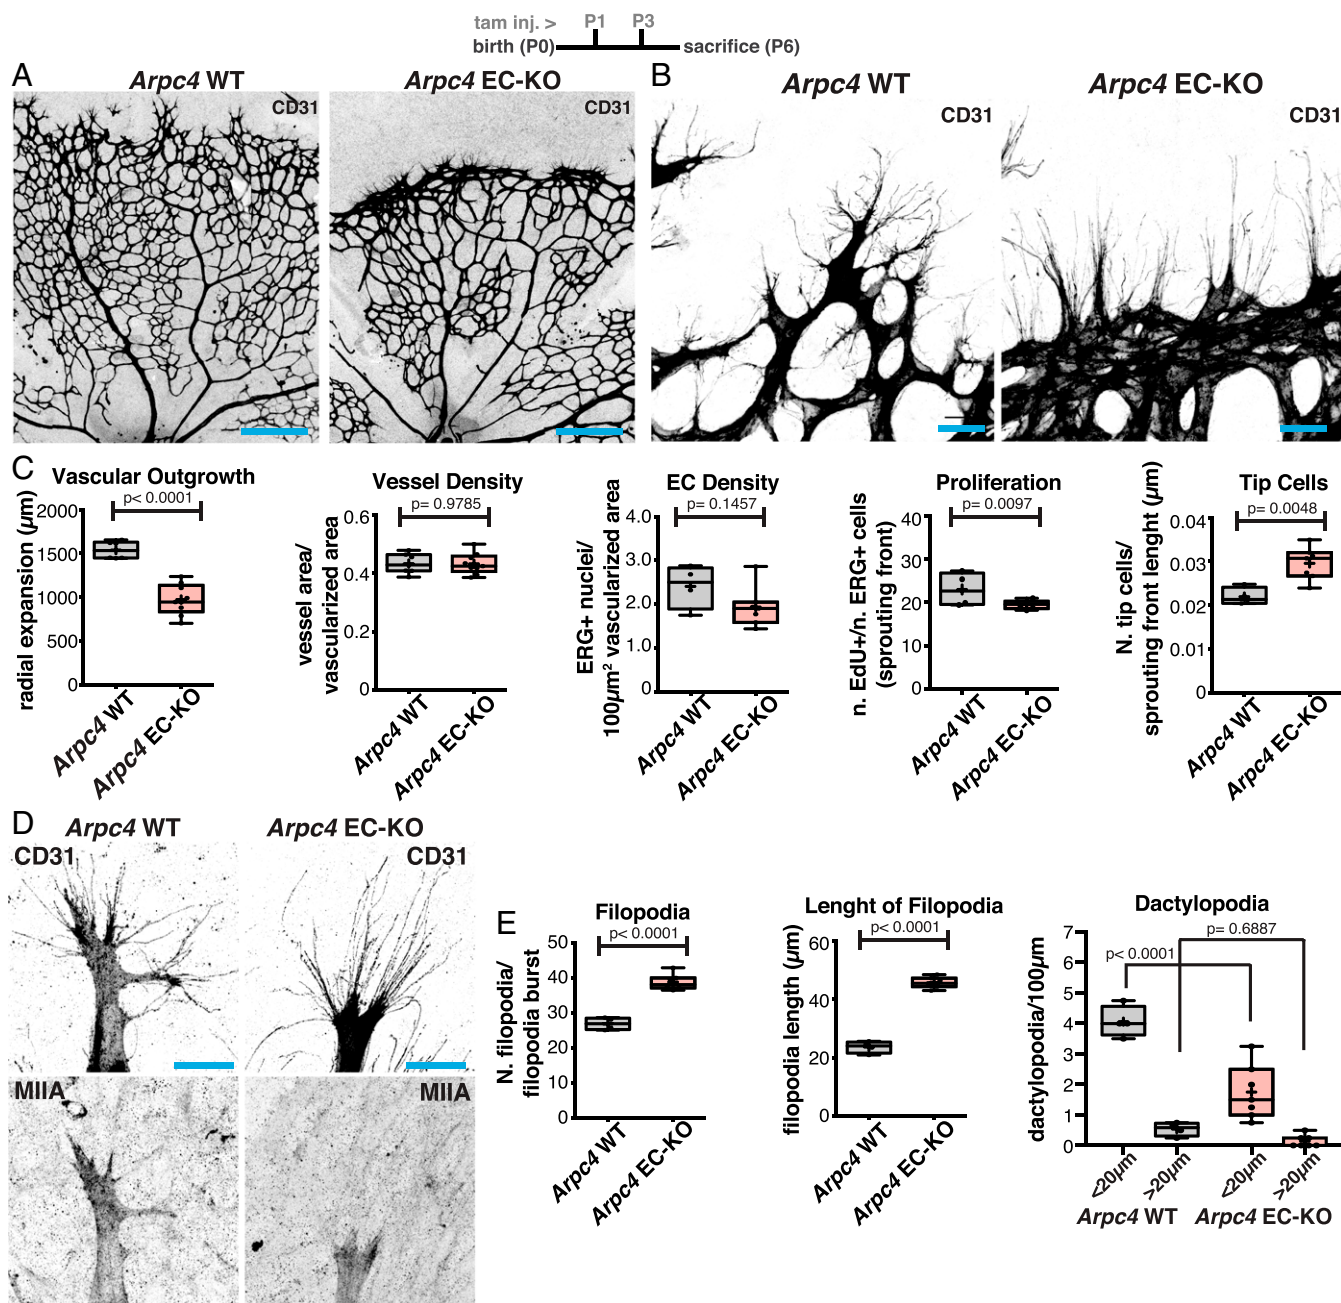 tam inj. > P1 P3
birth (P0) sacrifice (P6)
A
Arpc4 WT
Arpc4 EC-KO
CD31
CD31
B
Arpc4 WT
Arpc4 EC-KO
CD31
CD31
C
Vascular Outgrowth
p< 0.0001
radial expansion (µm)
2000
1500
1000
500
0
Arpc4 WT
Arpc4 EC-KO
Vessel Density
p= 0.9785
vessel area/
vascularized area
0.6
0.4
0.2
0
Arpc4 WT
Arpc4 EC-KO
EC Density
p= 0.1457
ERG+ nuclei/
100µm² vascularized area
4.0
3.0
2.0
1.0
0
Arpc4 WT
Arpc4 EC-KO
Proliferation
p= 0.0097
n. EdU+/n. ERG+ cells
(sprouting front)
40
30
20
10
0
Arpc4 WT
Arpc4 EC-KO
Tip Cells
p= 0.0048
N. tip cells/
sprouting front lenght (µm)
0.04
0.03
0.02
0.01
0
Arpc4 WT
Arpc4 EC-KO
D
Arpc4 WT
Arpc4 EC-KO
CD31
CD31
MIIA
MIIA
E
Filopodia
p< 0.0001
N. filopodia/
filopodia burst
50
40
30
20
10
0
Arpc4 WT
Arpc4 EC-KO
Lenght of Filopodia
p< 0.0001
filopodia length (µm)
60
40
20
0
Arpc4 WT
Arpc4 EC-KO
Dactylopodia
p= 0.6887
p< 0.0001
dactylopodia/100µm
7
6
5
4
3
2
1
0
<20µm
>20µm
<20µm
>20µm
Arpc4 WT
Arpc4 EC-KO